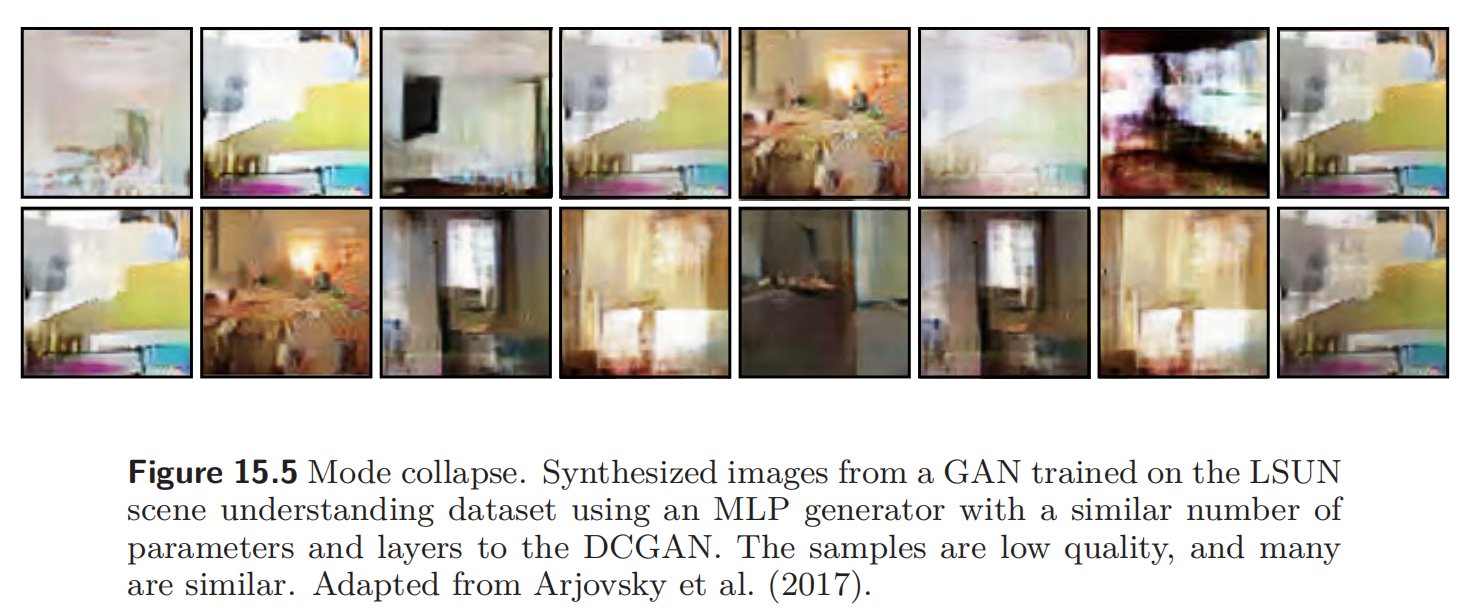 Figure 15.5 Mode collapse. Synthesized images from a GAN trained on the LSUN
scene understanding dataset using an MLP generator with a similar number of
parameters and layers to the DCGAN. The samples are low quality, and many
are similar. Adapted from Arjovsky et al. (2017).